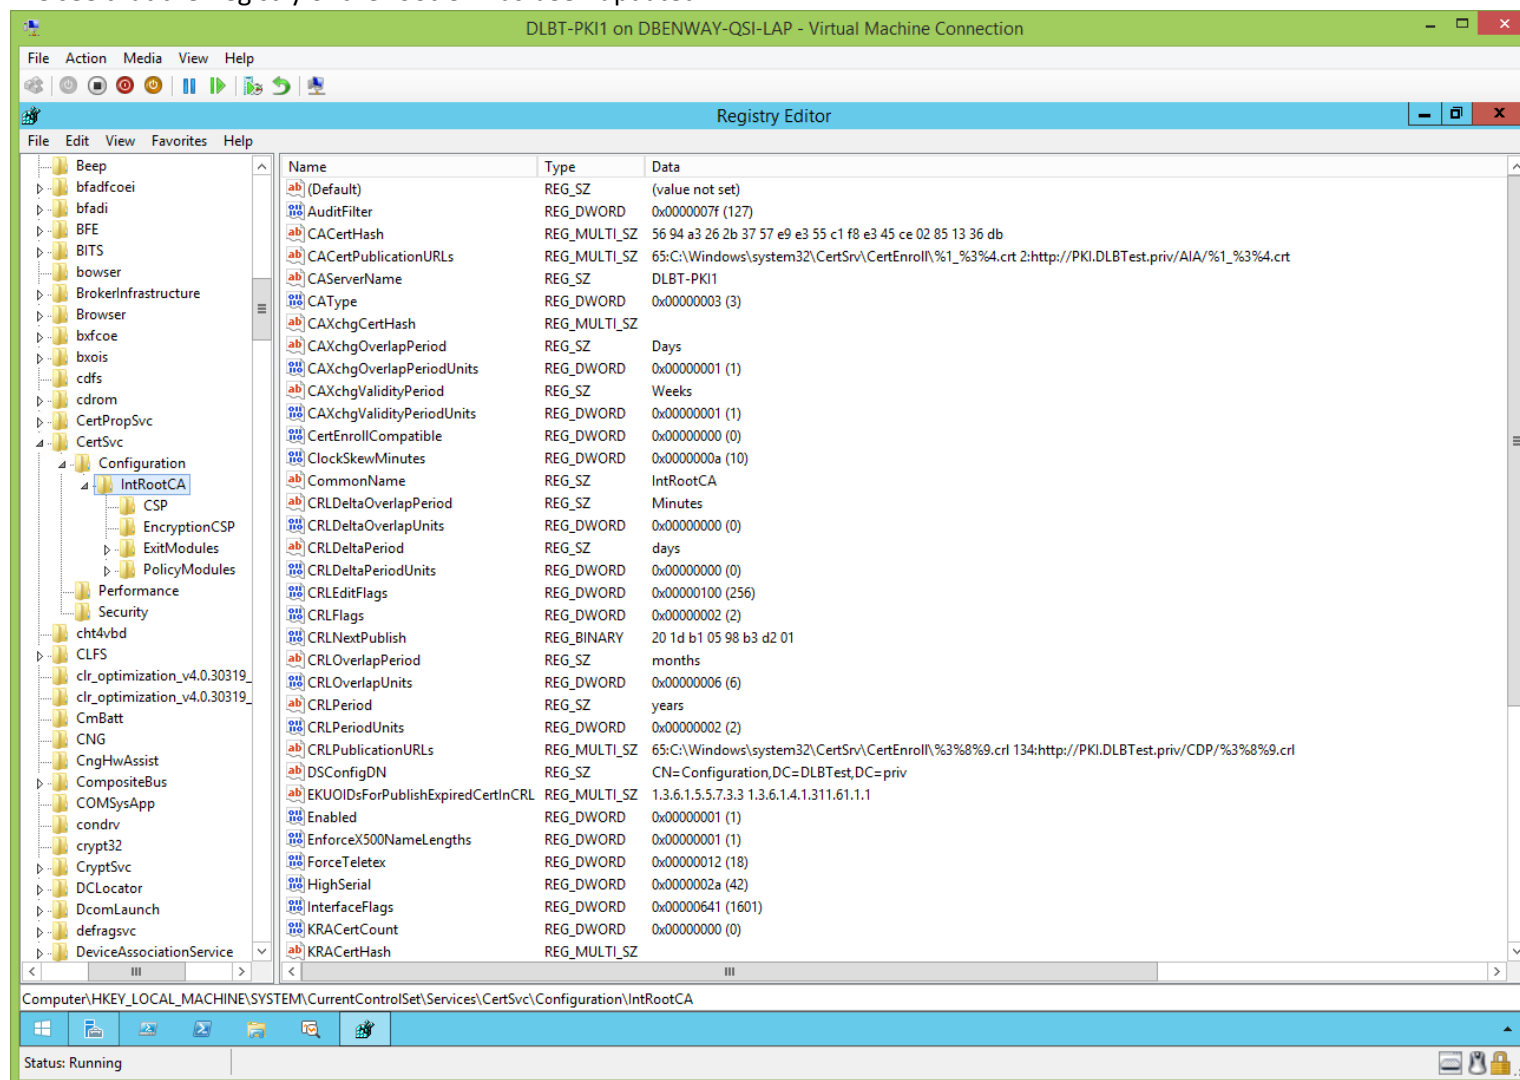 DLBT-PKI1 on DBENWAY-QSI-LAP - Virtual Machine Connection
File Action Media View Help
Registry Editor
File Edit View Favorites Help
Beep
bfadfcoei
bfadi
BFE
BITS
bowser
BrokerInfrastructure
Browser
bxfcoe
bxois
cdfs
cdrom
CertPropSvc
CertSvc
Configuration
IntRootCA
CSP
EncryptionCSP
ExitModules
PolicyModules
Performance
Security
cht4vbd
CLFS
clr_optimization_v4.0.30319_
clr_optimization_v4.0.30319_
CmBatt
CNG
CngHwAssist
CompositeBus
COMSysApp
condrv
crypt32
CryptSvc
DCLocator
DcomLaunch
defragsvc
DeviceAssociationService
Name Type Data
(Default) REG_SZ (value not set)
AuditFilter REG_DWORD 0x0000007f (127)
CACertHash REG_MULTI_SZ 56 94 a3 26 2b 37 57 e9 e3 55 c1 f8 e3 45 ce 02 85 13 36 db
CACertPublicationURLs REG_MULTI_SZ 65:C:\Windows\system32\CertSrv\CertEnroll\%1_%3%4.crt 2:http://PKI.DLBTest.priv/AIA/%1_%3%4.crt
CAServerName REG_SZ DLBT-PKI1
CAType REG_DWORD 0x00000003 (3)
CAXchgCertHash REG_MULTI_SZ
CAXchgOverlapPeriod REG_SZ Days
CAXchgOverlapPeriodUnits REG_DWORD 0x00000001 (1)
CAXchgValidityPeriod REG_SZ Weeks
CAXchgValidityPeriodUnits REG_DWORD 0x00000001 (1)
CertEnrollCompatible REG_DWORD 0x00000000 (0)
ClockSkewMinutes REG_DWORD 0x0000000a (10)
CommonName REG_SZ IntRootCA
CRLDeltaOverlapPeriod REG_SZ Minutes
CRLDeltaOverlapUnits REG_DWORD 0x00000000 (0)
CRLDeltaPeriod REG_SZ days
CRLDeltaPeriodUnits REG_DWORD 0x00000000 (0)
CRLEditFlags REG_DWORD 0x00000100 (256)
CRLFlags REG_DWORD 0x00000002 (2)
CRLNextPublish REG_BINARY 20 1d b1 05 98 b3 d2 01
CRLOverlapPeriod REG_SZ months
CRLOverlapUnits REG_DWORD 0x00000006 (6)
CRLPeriod REG_SZ years
CRLPeriodUnits REG_DWORD 0x00000002 (2)
CRLPublicationURLs REG_MULTI_SZ 65:C:\Windows\system32\CertSrv\CertEnroll\%3%8%9.crl 134:http://PKI.DLBTest.priv/CDP/%3%8%9.crl
DSConfigDN REG_SZ CN=Configuration,DC=DLBTest,DC=priv
EKUOIDsForPublishExpiredCertInCRL REG_MULTI_SZ 1.3.6.1.5.5.7.3.3 1.3.6.1.4.1.311.61.1.1
Enabled REG_DWORD 0x00000001 (1)
EnforceX500NameLengths REG_DWORD 0x00000001 (1)
ForceTeletex REG_DWORD 0x00000012 (18)
HighSerial REG_DWORD 0x0000002a (42)
InterfaceFlags REG_DWORD 0x00000641 (1601)
KRACertCount REG_DWORD 0x00000000 (0)
KRACertHash REG_MULTI_SZ
Computer\HKEY_LOCAL_MACHINE\SYSTEM\CurrentControlSet\Services\CertSvc\Configuration\IntRootCA
Status: Running